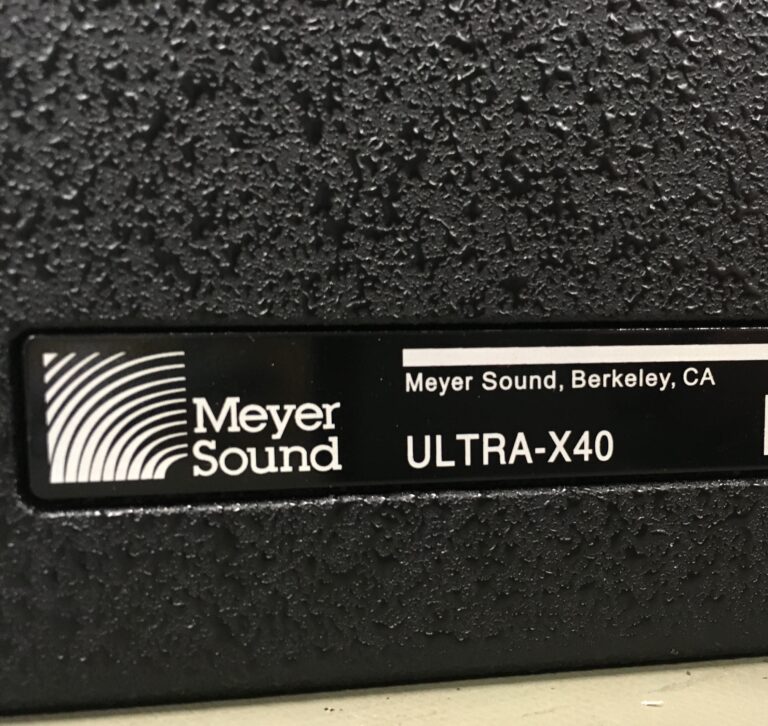 Meyer
Sound
Meyer Sound, Berkeley, CA
ULTRA-X40